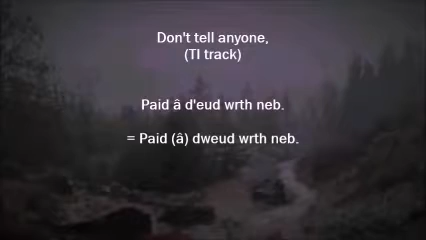 Don't tell anyone,
(TI track)
Paid â d'eud wrth neb.
= Paid (â) dweud wrth neb.